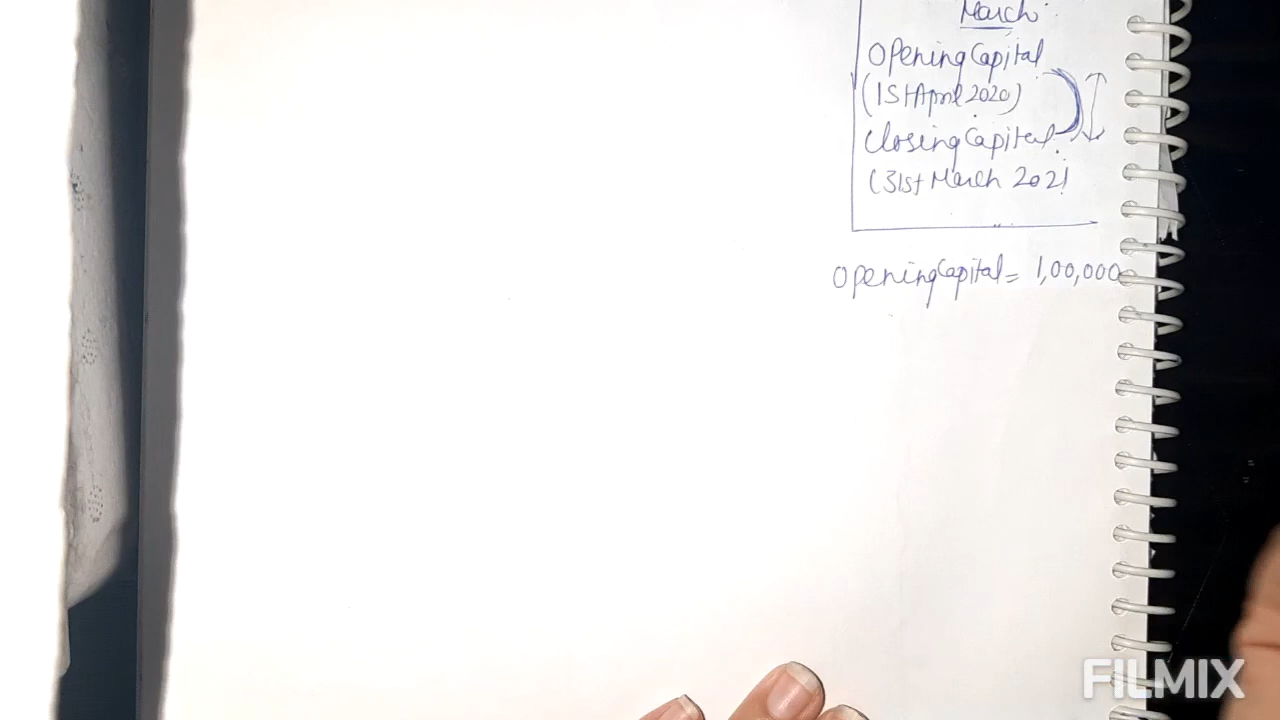 March
Opening Capital
(1st April 2020)
Closing Capital.
(31st March 2021
Opening Capital = 1,00,000
FILMIX